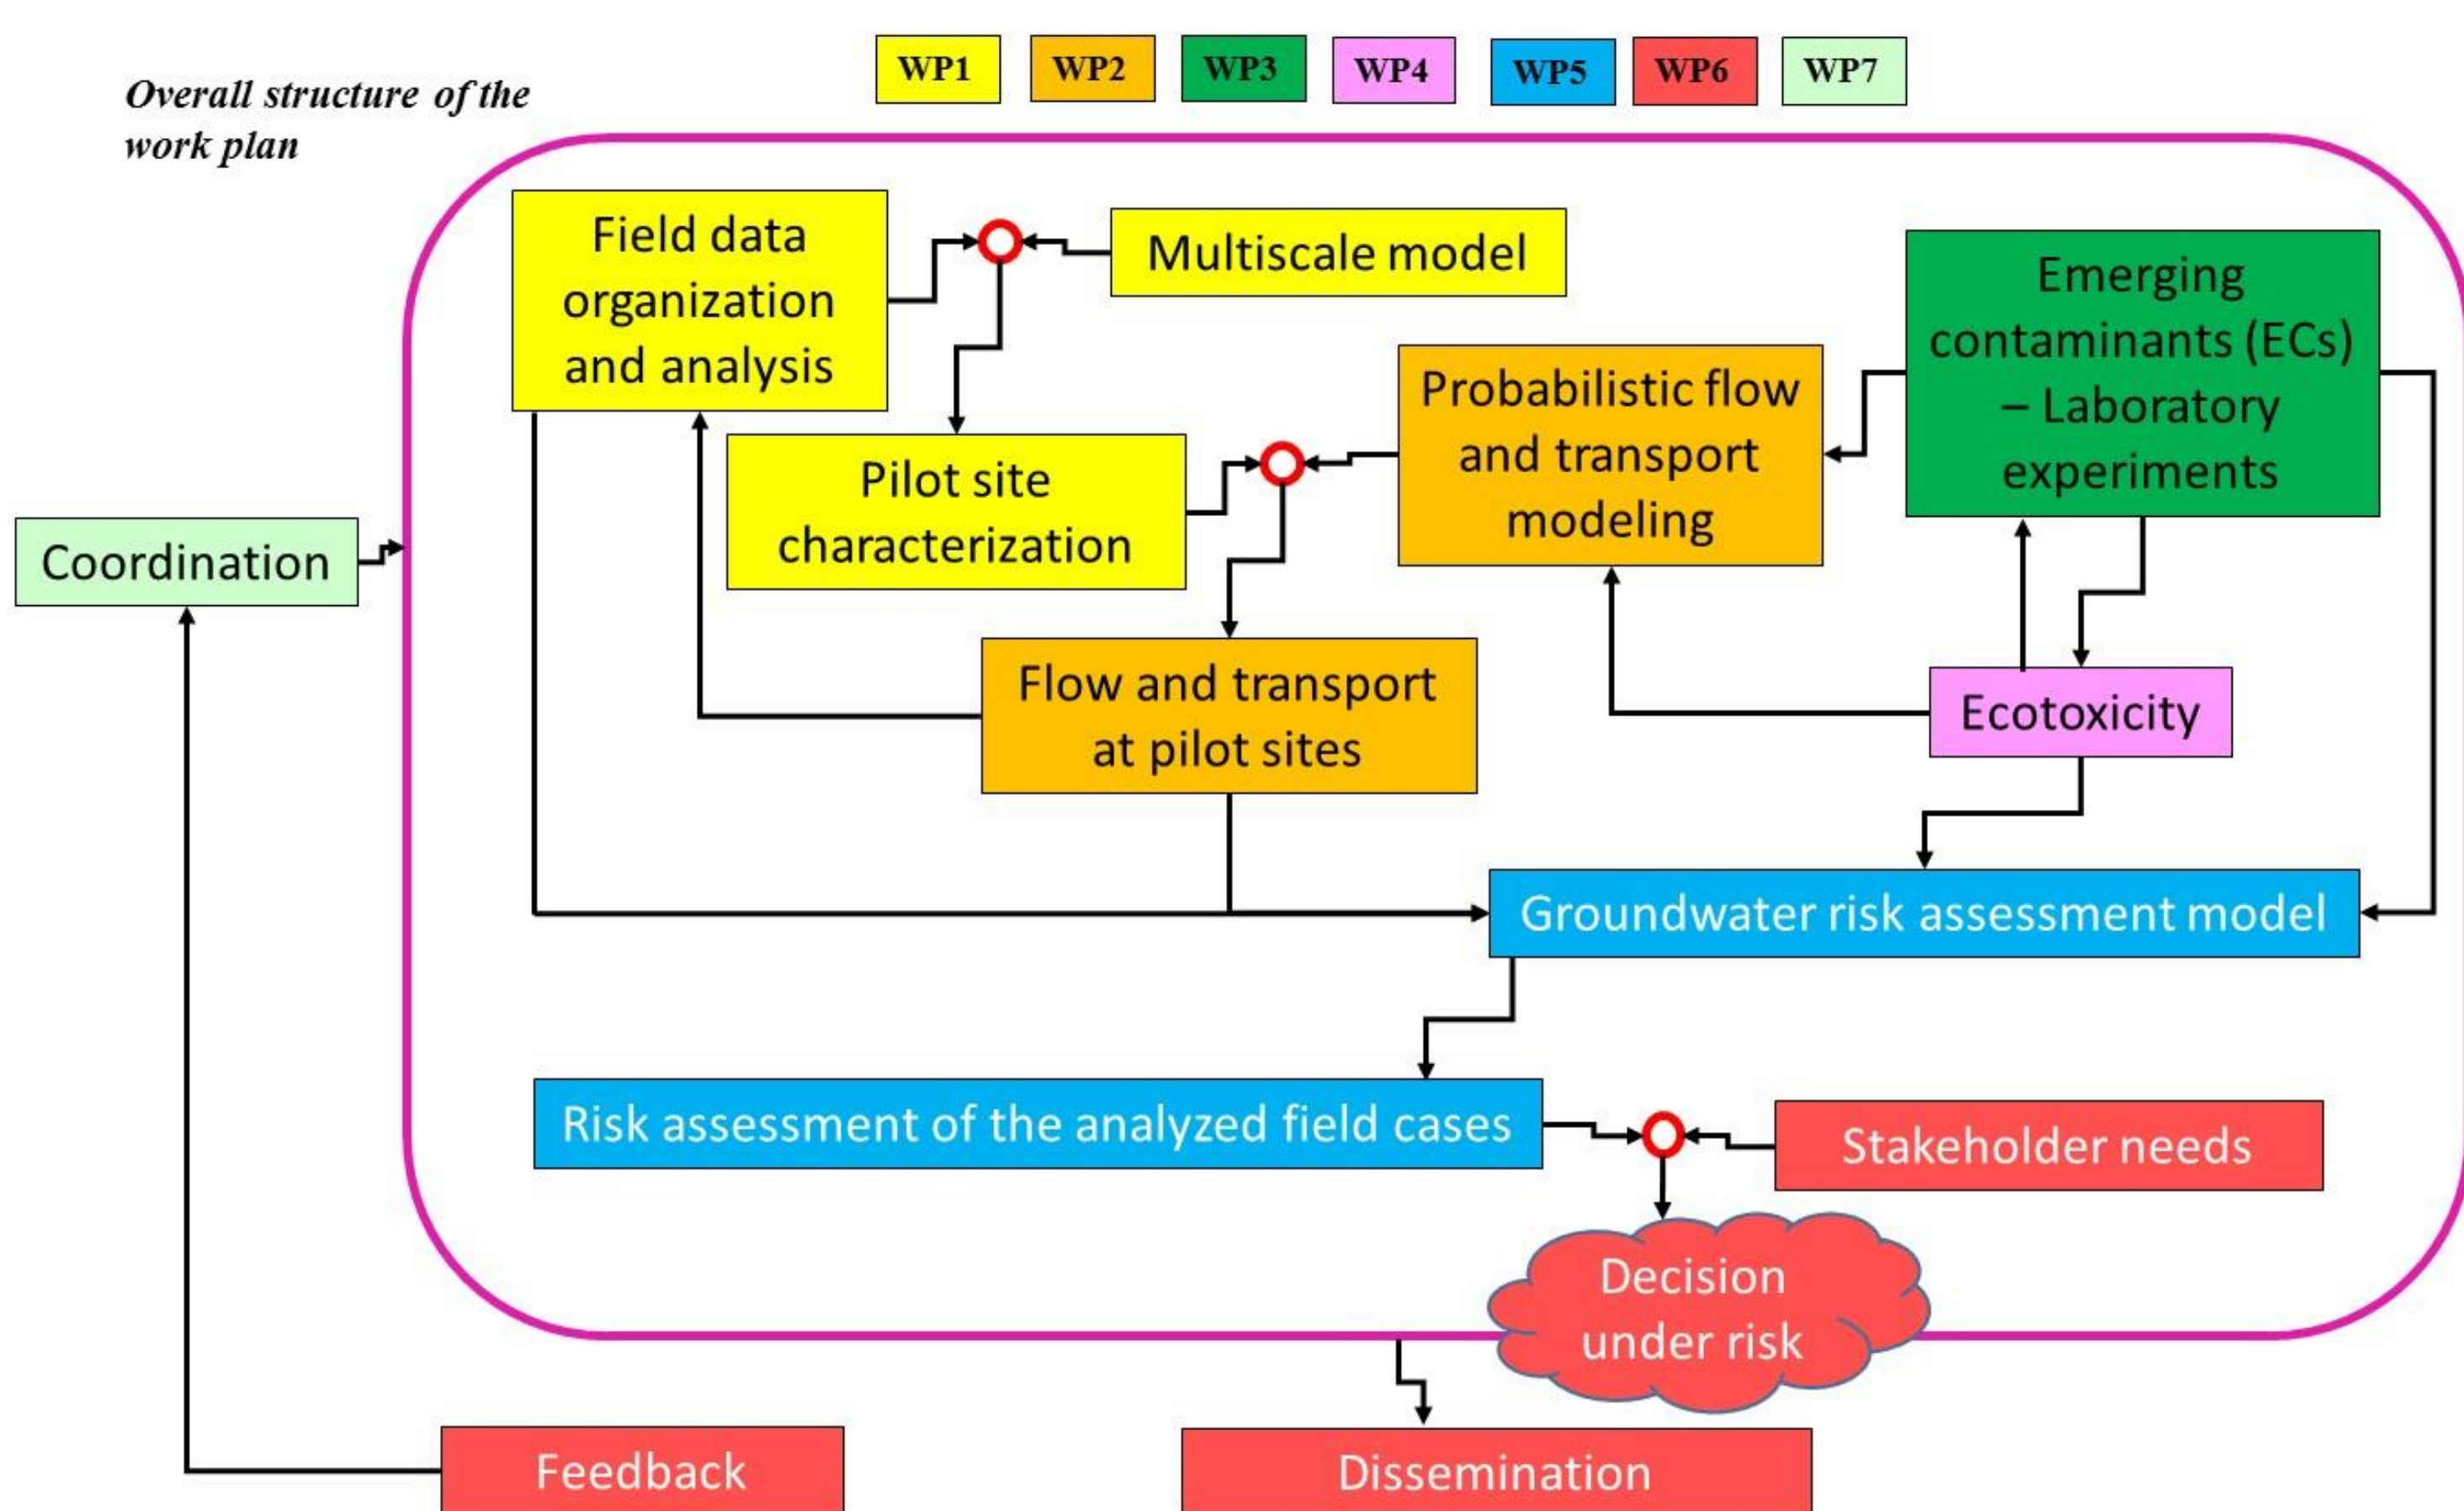 Overall structure of the
work plan
WP1
WP2
WP3
WP4
WP5
WP6
WP7
Field data
organization
and analysis
Multiscale model
Emerging
contaminants (ECs)
– Laboratory
experiments
Probabilistic flow
and transport
modeling
Pilot site
characterization
Coordination
Flow and transport
at pilot sites
Ecotoxicity
Groundwater risk assessment model
Risk assessment of the analyzed field cases
Stakeholder needs
Decision
under risk
Feedback
Dissemination